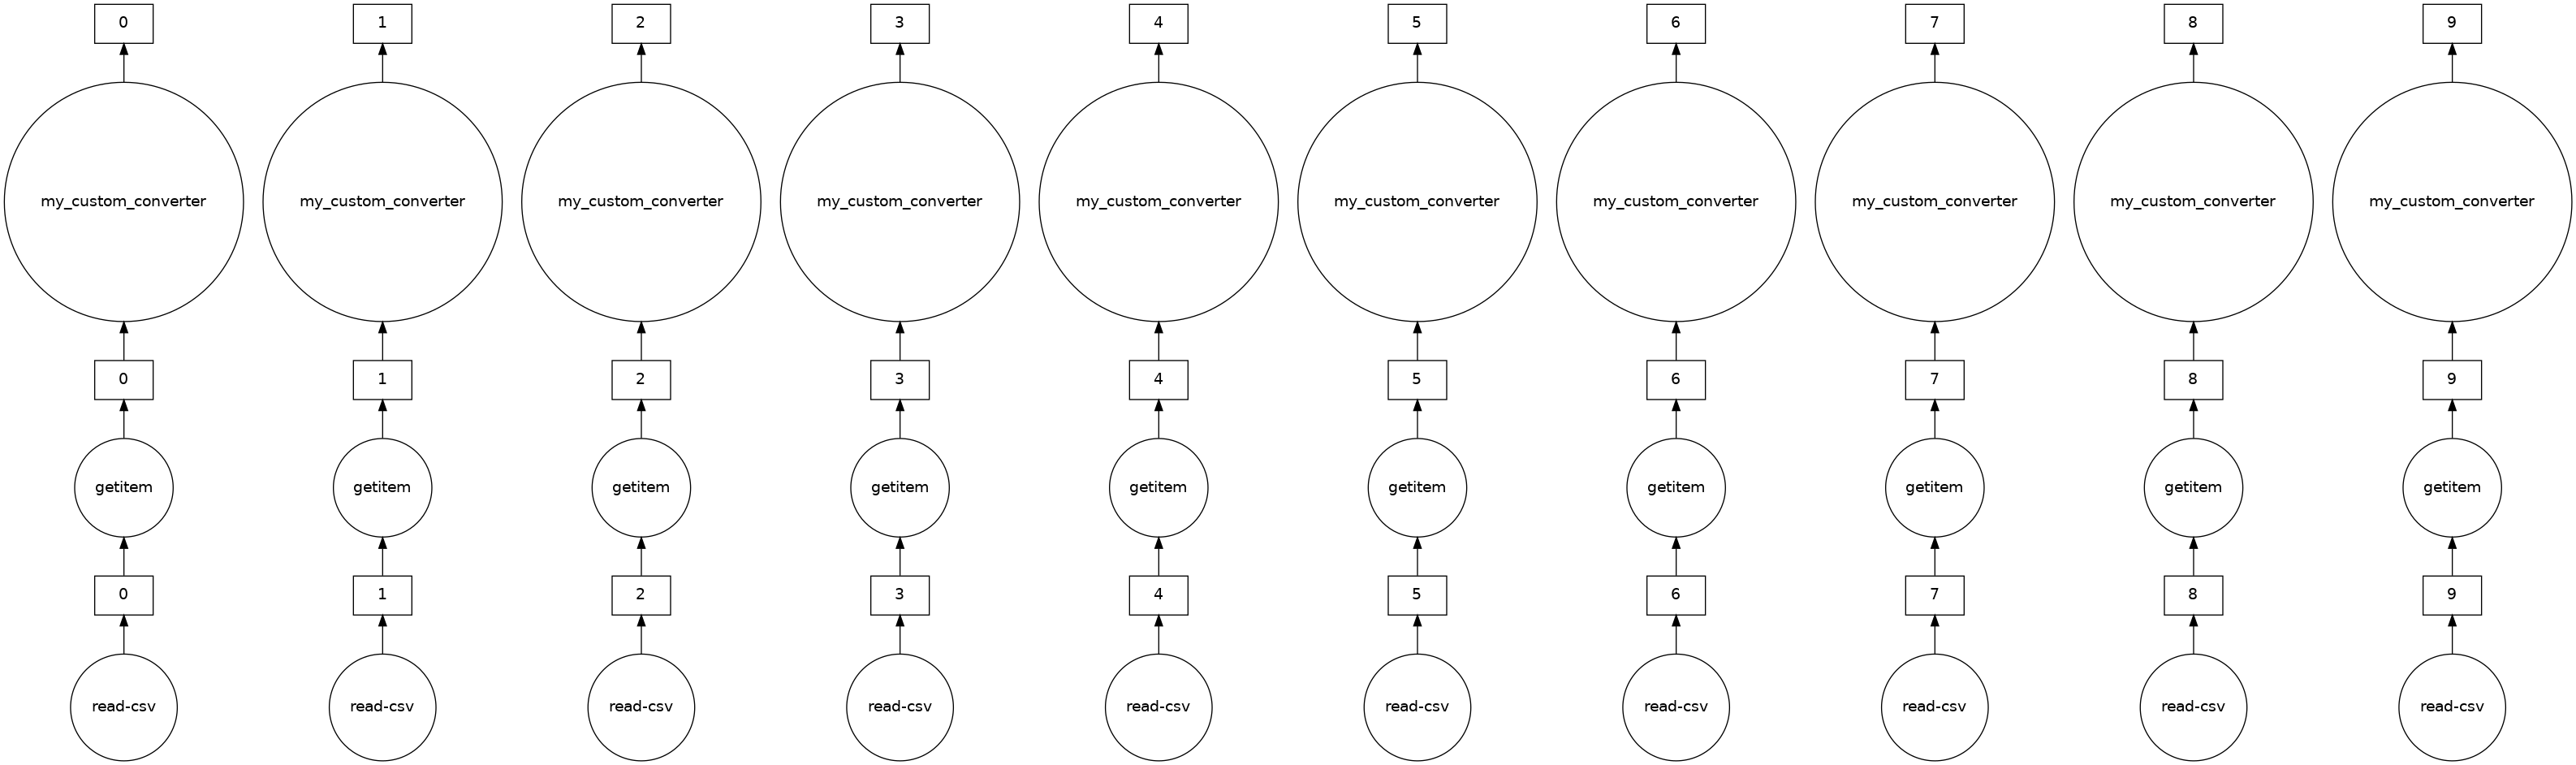 0 1 2 3 4 5 6 7 8 9
my_custom_converter my_custom_converter my_custom_converter my_custom_converter my_custom_converter my_custom_converter my_custom_converter my_custom_converter my_custom_converter my_custom_converter
0 1 2 3 4 5 6 7 8 9
getitem getitem getitem getitem getitem getitem getitem getitem getitem getitem
0 1 2 3 4 5 6 7 8 9
read-csv read-csv read-csv read-csv read-csv read-csv read-csv read-csv read-csv read-csv